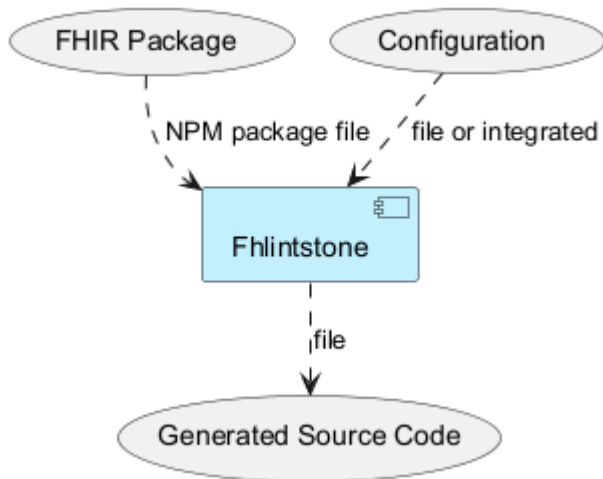 FHIR Package
Configuration
NPM package file
file or integrated
Fhlintstone
file
Generated Source Code